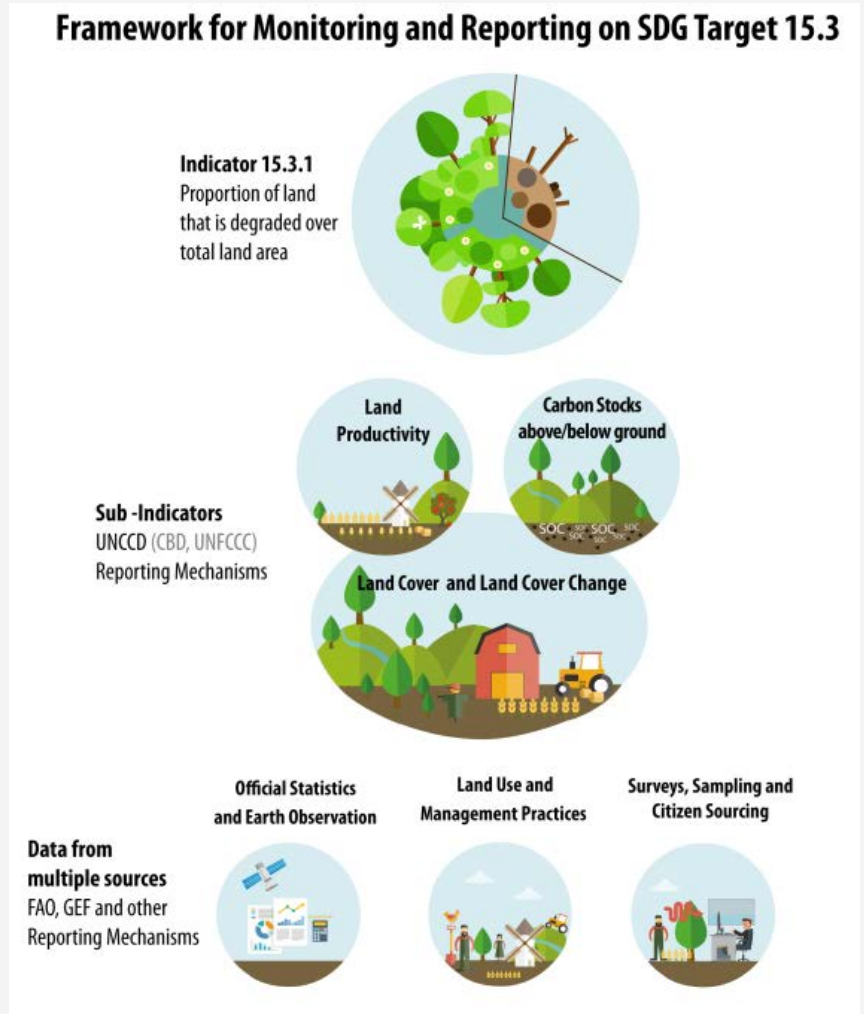 Framework for Monitoring and Reporting on SDG Target 15.3
Indicator 15.3.1
Proportion of land
that is degraded over
total land area
Land
Productivity
Carbon Stocks
above/below ground
SOC SOC SOC SOC
SOC SOC SOC
Sub -Indicators
UNCCD (CBD, UNFCCC)
Reporting Mechanisms
Land Cover and Land Cover Change
Official Statistics
and Earth Observation
Land Use and
Management Practices
Surveys, Sampling and
Citizen Sourcing
Data from
multiple sources
FAO, GEF and other
Reporting Mechanisms